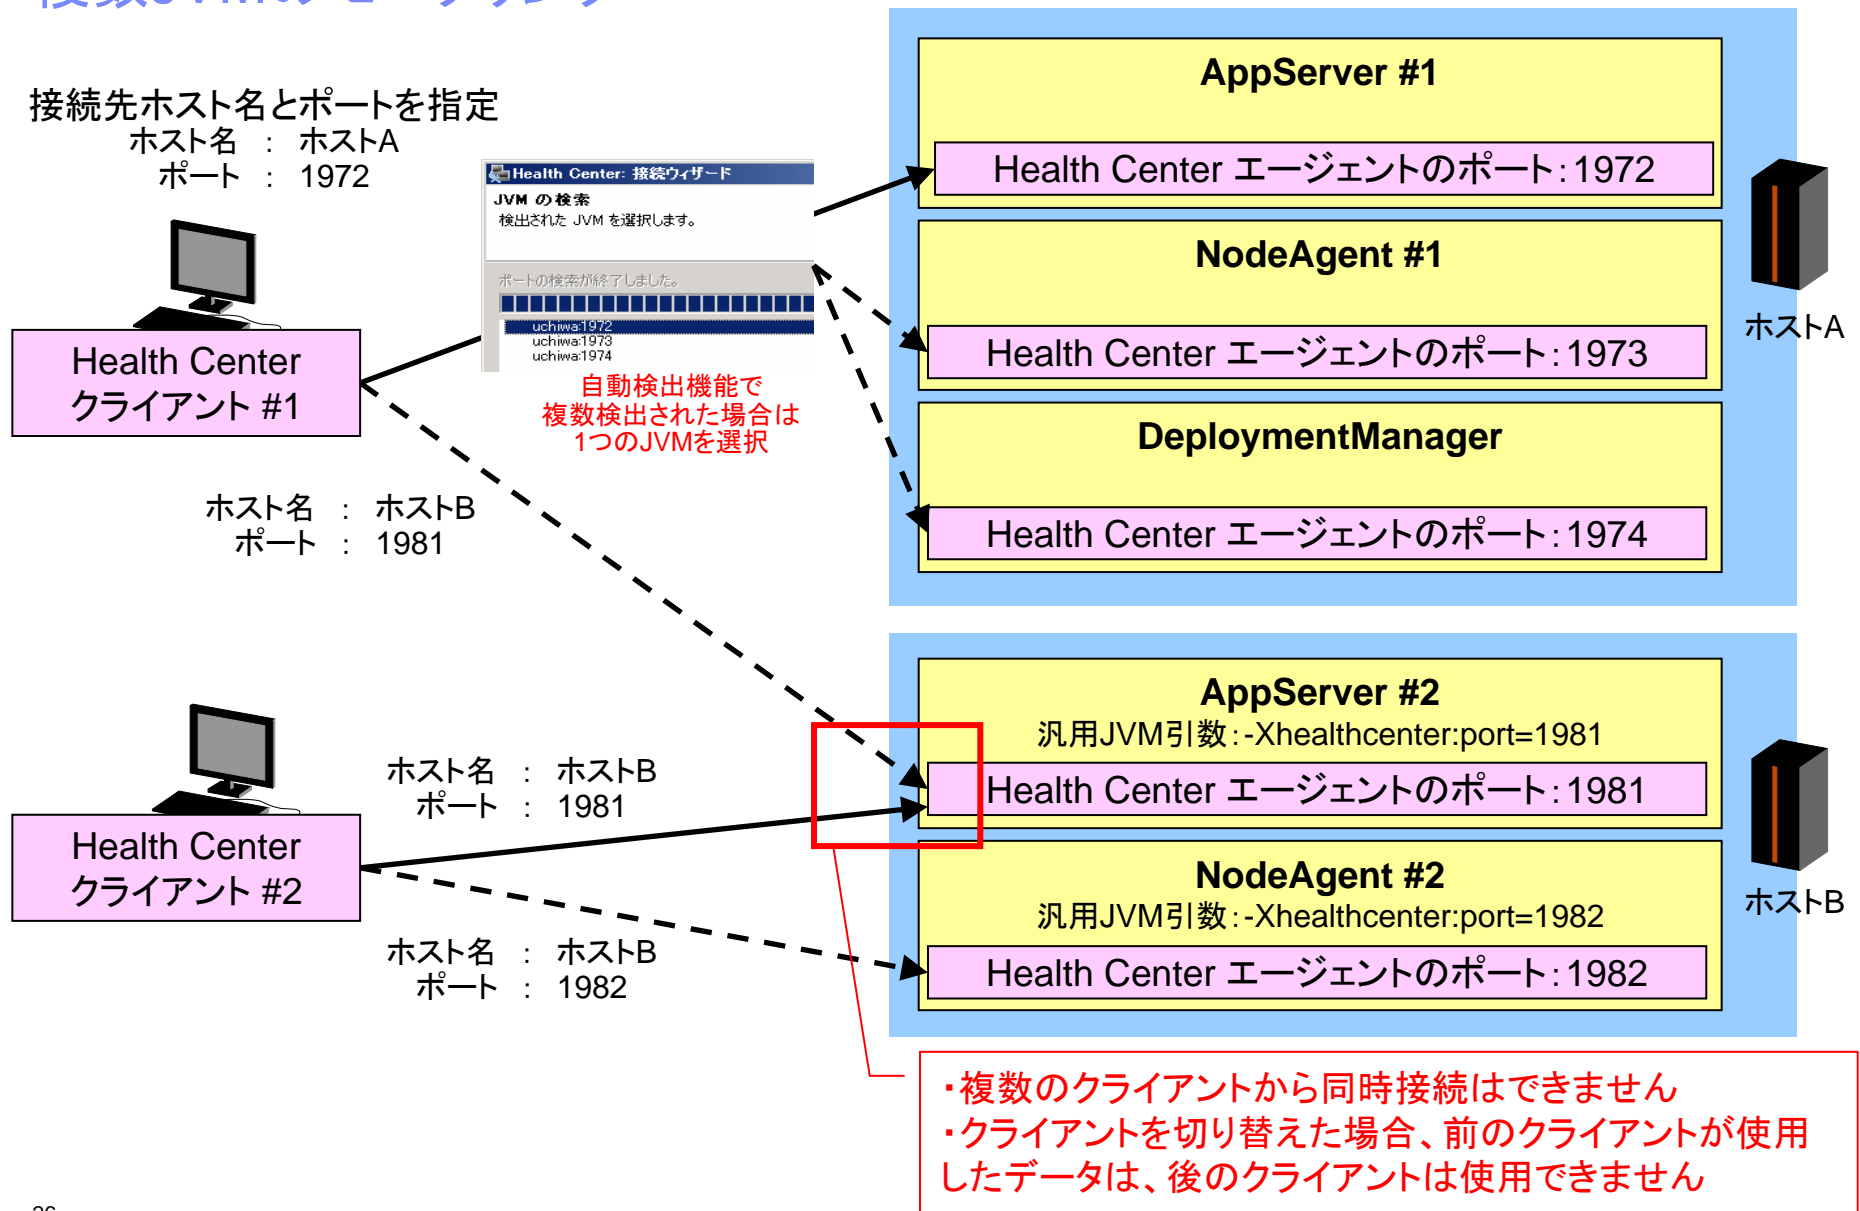 接続先ホスト名とポートを指定
ホスト名 : ホストA
ポート : 1972
Health Center: 接続ウィザード
JVM の検索
検出された JVM を選択します。
ポートの検索が終了しました。
uchiwa:1972
uchiwa:1973
uchiwa:1974
自動検出機能で
複数検出された場合は
1つのJVMを選択
Health Center
クライアント #1
ホスト名 : ホストB
ポート : 1981
AppServer #1
Health Center エージェントのポート:1972
NodeAgent #1
Health Center エージェントのポート:1973
DeploymentManager
Health Center エージェントのポート:1974
ホストA
Health Center
クライアント #2
ホスト名 : ホストB
ポート : 1981
ホスト名 : ホストB
ポート : 1982
AppServer #2
汎用JVM引数:-Xhealthcenter:port=1981
Health Center エージェントのポート:1981
NodeAgent #2
汎用JVM引数:-Xhealthcenter:port=1982
Health Center エージェントのポート:1982
ホストB
・複数のクライアントから同時接続はできません
・クライアントを切り替えた場合、前のクライアントが使用
したデータは、後のクライアントは使用できません